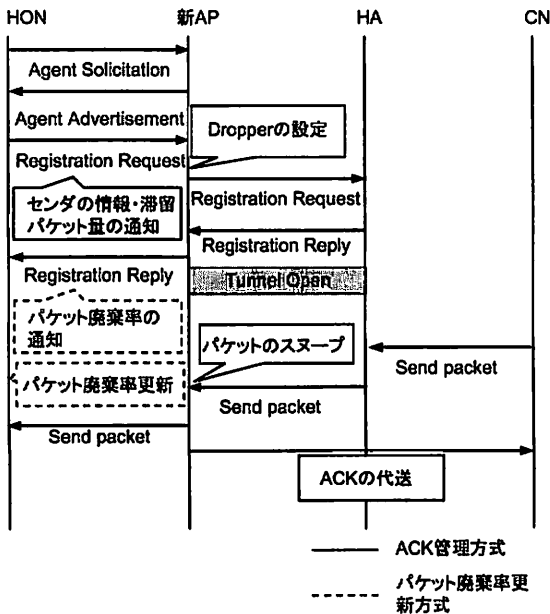 HON 新AP HA CN
Agent Solicitation
Agent Advertisement
Dropperの設定
Registration Request
センダの情報・滞留
パケット量の通知
Registration Request
Registration Reply
Registration Reply
Tunnel Open
パケット廃棄率の
通知
パケットのスヌープ
Send packet
パケット廃棄率更新
Send packet
Send packet
ACKの代送
ACK管理方式
パケット廃棄率更
新方式